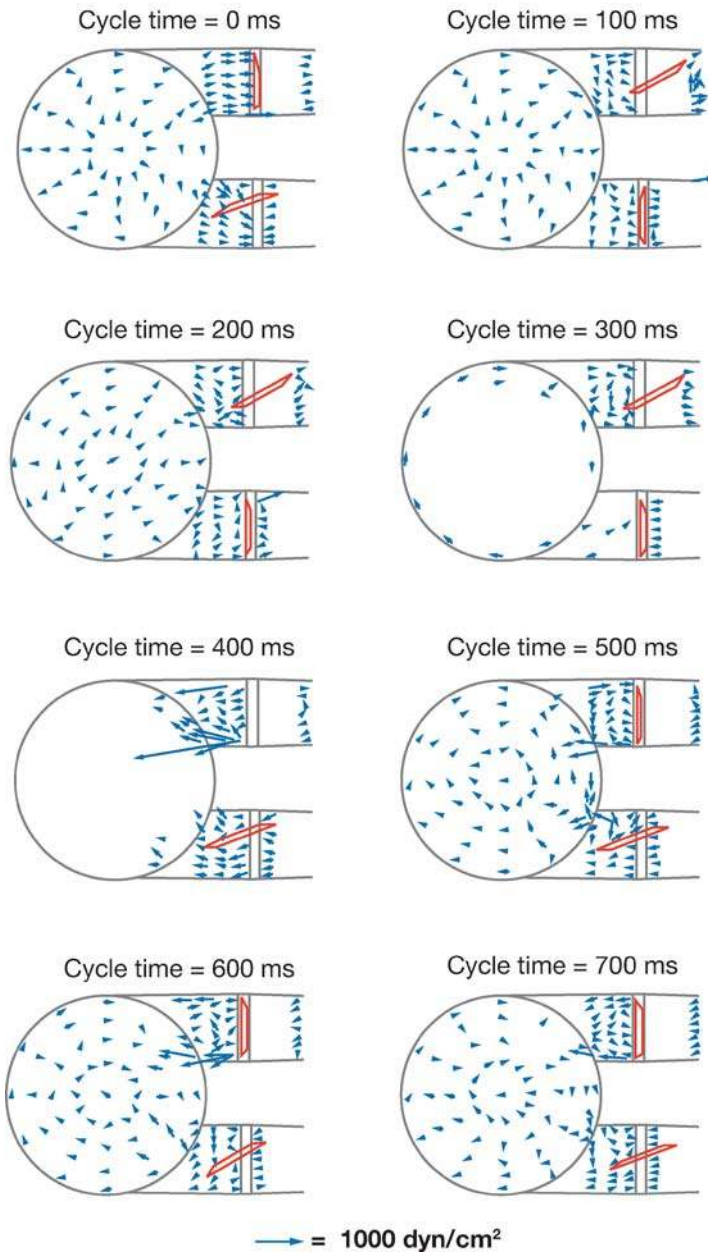 Cycle time = 0 ms
Cycle time = 100 ms
Cycle time = 200 ms
Cycle time = 300 ms
Cycle time = 400 ms
Cycle time = 500 ms
Cycle time = 600 ms
Cycle time = 700 ms
= 1000 dyn/cm²